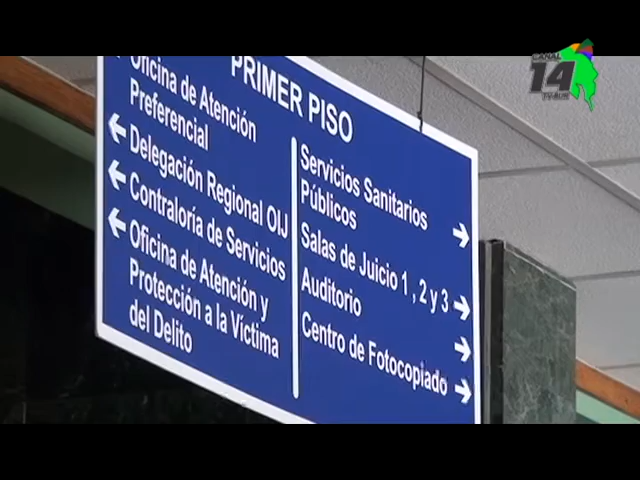 CANAL
14
PRIMER PISO
Oficina de Atención
Preferencial
Delegación Regional OIJ
Contraloría de Servicios
Oficina de Atención y
Protección a la Víctima
del Delito
Servicios Sanitarios
Públicos
Salas de Juicio 1 , 2 y 3
Auditorio
Centro de Fotocopiado